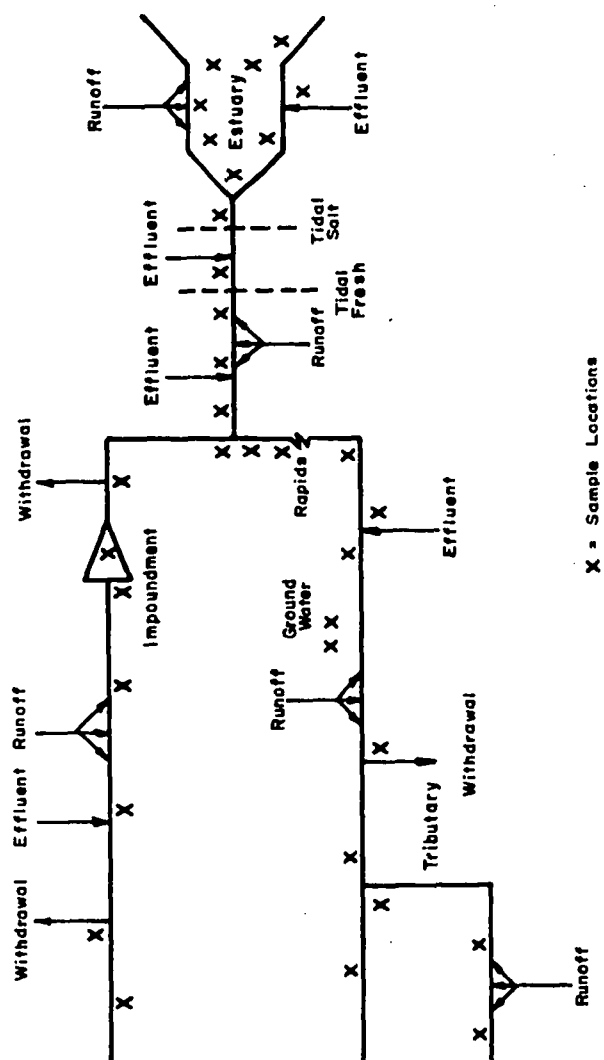 Withdrawal
Effluent
Runoff
Withdrawal
Runoff
Impoundment
Effluent
Effluent
Estuary
Runoff
Ground
Water
Rapids
Runoff
Tidal
Fresh
Tidal
Salt
Effluent
Tributary
Withdrawal
Effluent
Runoff
X = Sample Locations